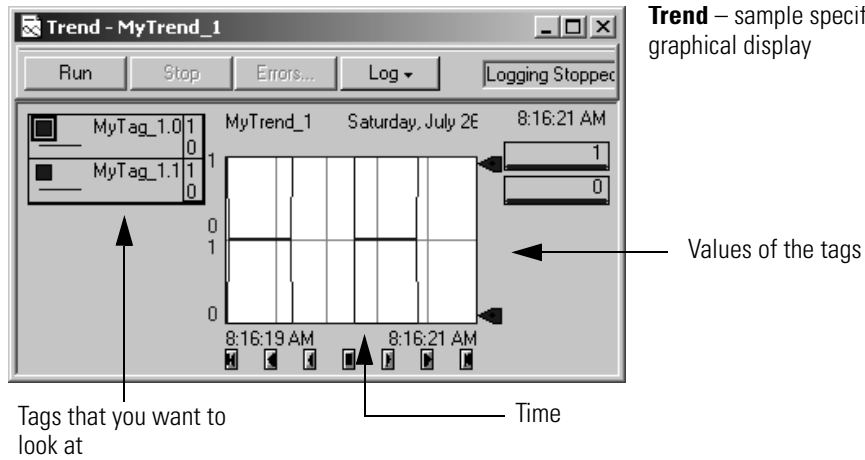 Trend - MyTrend_1
Trend – sample specif
graphical display
Run
Stop
Errors...
Log
Logging Stopped
MyTag_1.0 1
0
MyTag_1.1 1
0
MyTrend_1 Saturday, July 26 8:16:21 AM
1
0
1
0
1
0
8:16:19 AM 8:16:21 AM
Values of the tags
Tags that you want to
look at
Time